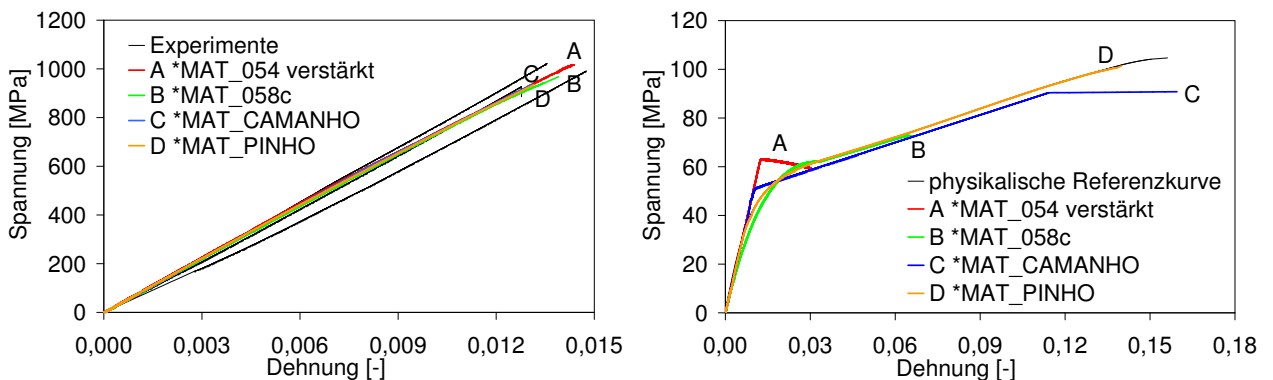 1200
1000
800
600
400
200
0
Spannung [MPa]
Experimente
A *MAT_054 verstärkt
B *MAT_058c
C *MAT_CAMANHO
D *MAT_PINHO
A
C
B
D
0,000
0,003
0,006
0,009
0,012
0,015
Dehnung [-]
120
100
80
60
40
20
0
Spannung [MPa]
D
C
A
B
physikalische Referenzkurve
A *MAT_054 verstärkt
B *MAT_058c
C *MAT_CAMANHO
D *MAT_PINHO
0,00
0,03
0,06
0,09
0,12
0,15
0,18
Dehnung [-]